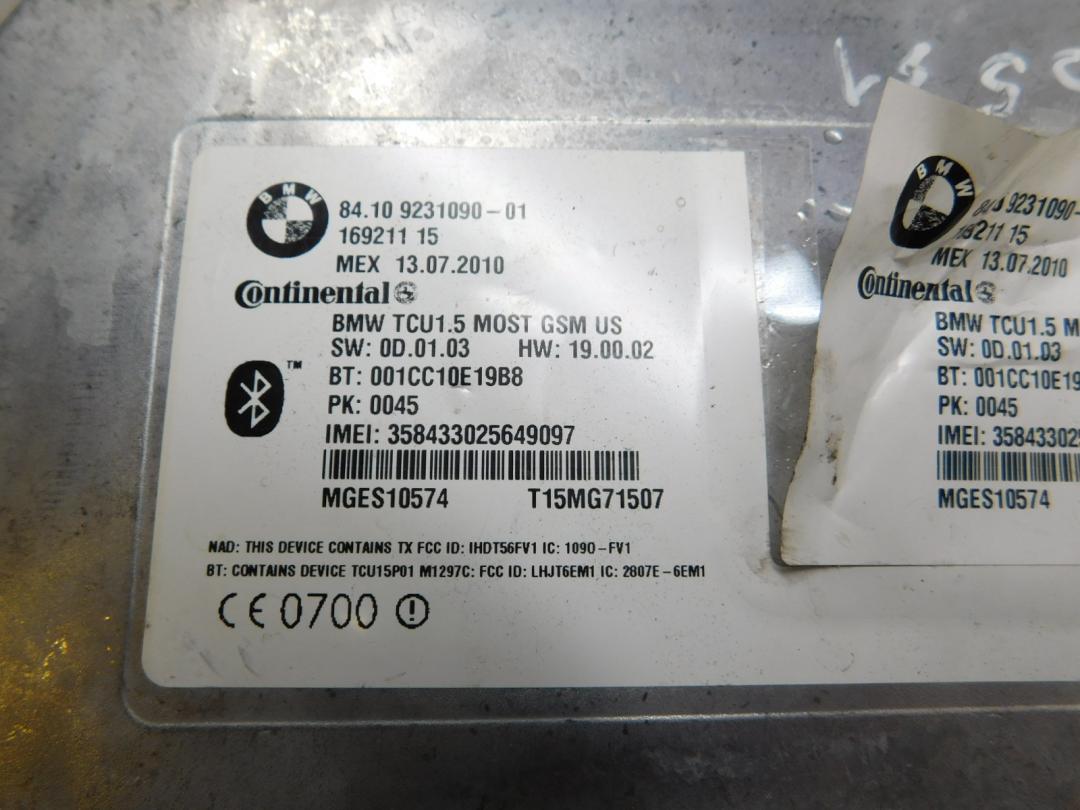 BMW
84.10 9231090-01
169211 15
MEX 13.07.2010
Continental
BMW TCU1.5 MOST GSM US
SW: 0D.01.03 HW: 19.00.02
BT: 001CC10E19B8
PK: 0045
IMEI: 358433025649097
MGES10574 T15MG71507
NAD: THIS DEVICE CONTAINS TX FCC ID: IHDT56FV1 IC: 1090-FV1
BT: CONTAINS DEVICE TCU15P01 M1297C: FCC ID: LHJT6EM1 IC: 2807E-6EM1
CE 0700
TM
BMW
9231090-
15
MEX 13.07.2010
Continental
BMW TCU1.5 M
SW: 0D.01.03
BT: 001CC10E19
PK: 0045
IMEI: 35843302
MGES10574